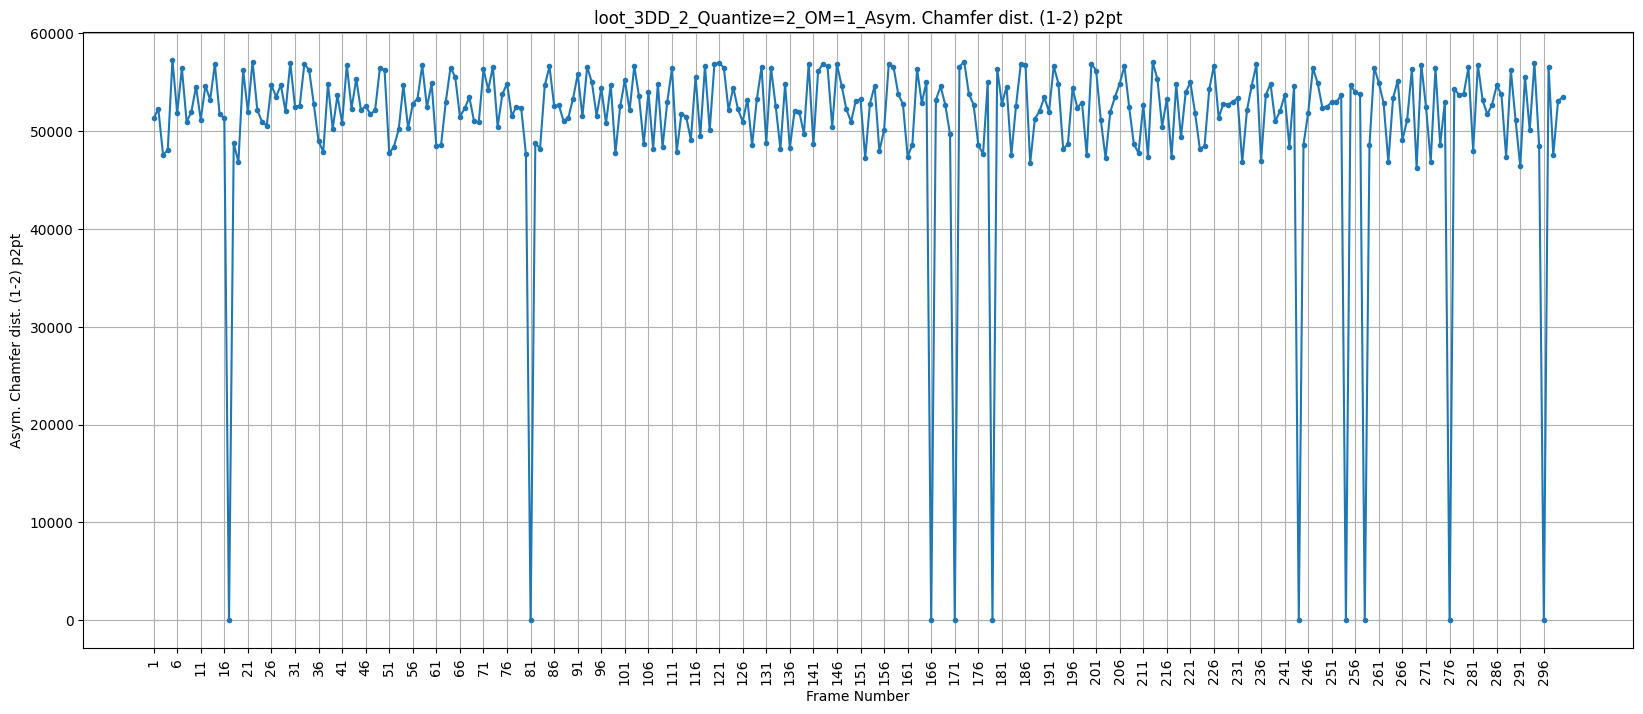 loot_3DD_2_Quantize=2_OM=1_Asym. Chamfer dist. (1-2) p2pt
60000
50000
40000
30000
20000
10000
0
Asym. Chamfer dist. (1-2) p2pt
1 6 11 16 21 26 31 36 41 46 51 56 61 66 71 76 81 86 91 96 101 106 111 116 121 126 131 136 141 146 151 156 161 166 171 176 181 186 191 196 201 206 211 216 221 226 231 236 241 246 251 256 261 266 271 276 281 286 291 296
Frame Number